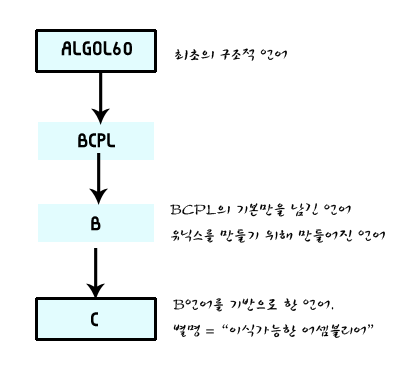 ALGOL60
최초의 구조적 언어
BCPL
B
BCPL의 기본만을 남긴 언어
유닉스를 만들기 위해 만들어진 언어
C
B언어를 기반으로 한 언어.
별명 = “이식가능한 어셈블리어”